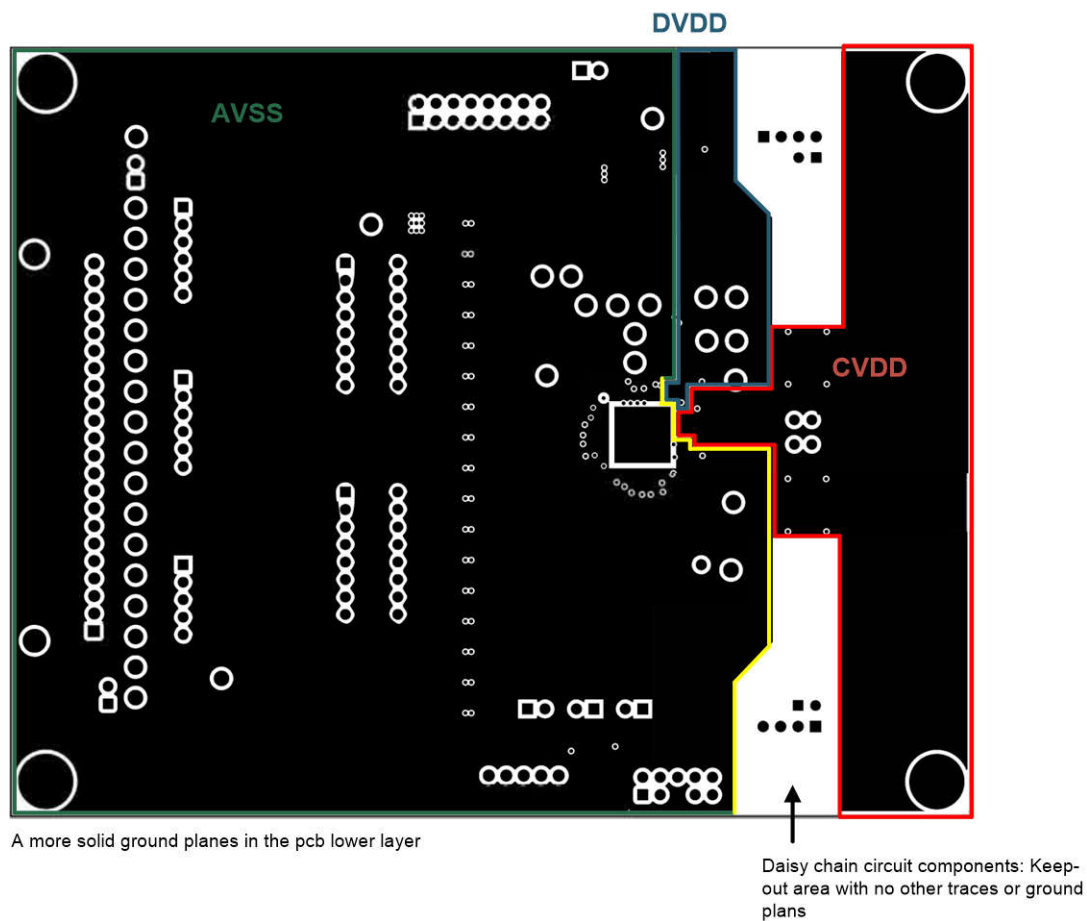 DVDD
AVSS
CVDD
A more solid ground planes in the pcb lower layer
Daisy chain circuit components: Keep-
out area with no other traces or ground
plans